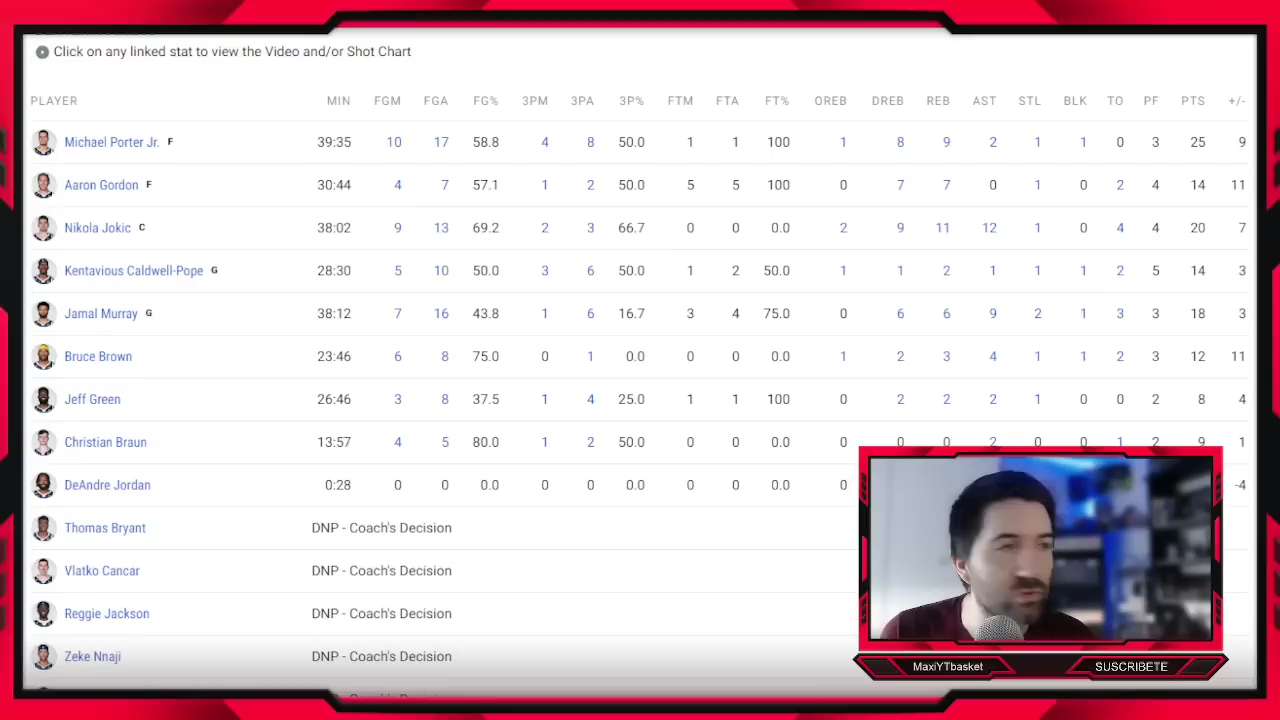 Click on any linked stat to view the Video and/or Shot Chart
PLAYER MIN FGM FGA FG% 3PM 3PA 3P% FTM FTA FT% OREB DREB REB AST STL BLK TO PF PTS +/-
Michael Porter Jr. F 39:35 10 17 58.8 4 8 50.0 1 1 100 1 8 9 2 1 1 0 3 25 9
Aaron Gordon F 30:44 4 7 57.1 1 2 50.0 5 5 100 0 7 7 0 1 0 2 4 14 11
Nikola Jokic C 38:02 9 13 69.2 2 3 66.7 0 0 0.0 2 9 11 12 1 0 4 4 20 7
Kentavious Caldwell-Pope G 28:30 5 10 50.0 3 6 50.0 1 2 50.0 1 1 2 1 1 1 2 5 14 3
Jamal Murray G 38:12 7 16 43.8 1 6 16.7 3 4 75.0 0 6 6 9 2 1 3 3 18 3
Bruce Brown 23:46 6 8 75.0 0 1 0.0 0 0 0.0 1 2 3 4 1 1 2 3 12 11
Jeff Green 26:46 3 8 37.5 1 4 25.0 1 1 100 0 2 2 2 1 0 0 2 8 4
Christian Braun 13:57 4 5 80.0 1 2 50.0 0 0 0.0 0 0 0 2 0 0 1 2 9 1
DeAndre Jordan 0:28 0 0 0.0 0 0 0.0 0 0 0.0 0 -4
Thomas Bryant DNP - Coach's Decision
Vlatko Cancar DNP - Coach's Decision
Reggie Jackson DNP - Coach's Decision
Zeke Nnaji DNP - Coach's Decision
MaxiYTbasket SUSCRIBETE